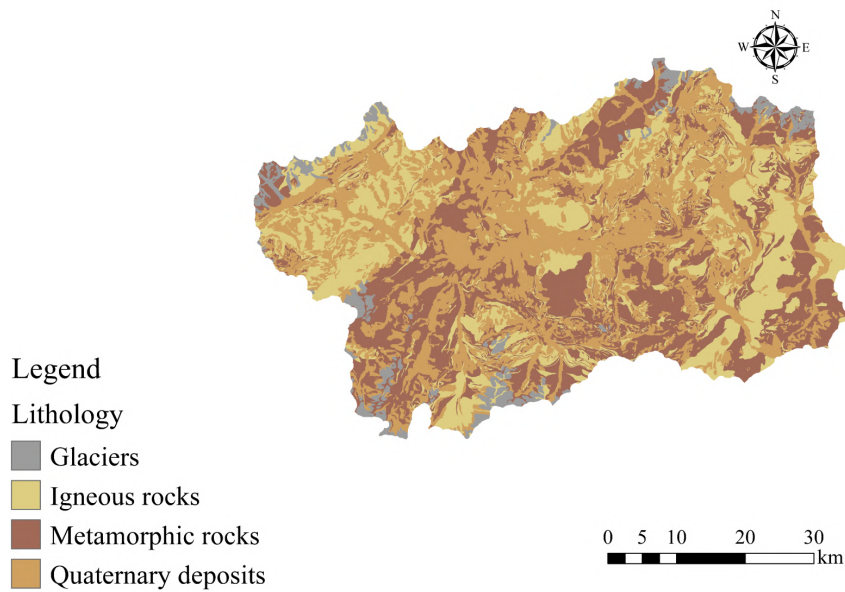 N
W E
S
Legend
Lithology
Glaciers
Igneous rocks
Metamorphic rocks
Quaternary deposits
0 5 10 20 30
km